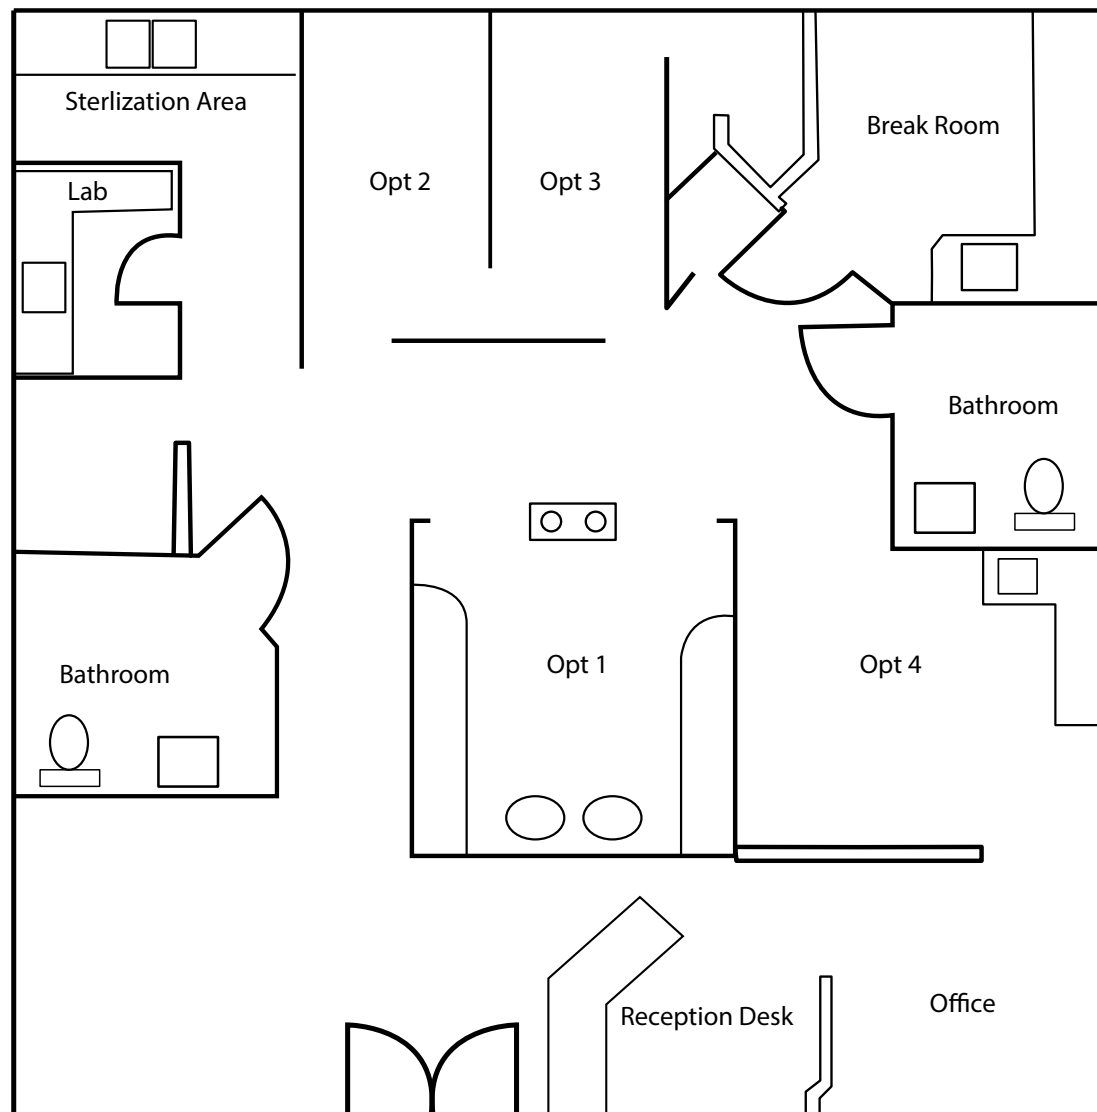 Sterlization Area
Break Room
Lab
Opt 2
Opt 3
Bathroom
Bathroom
Opt 1
Opt 4
Reception Desk
Office